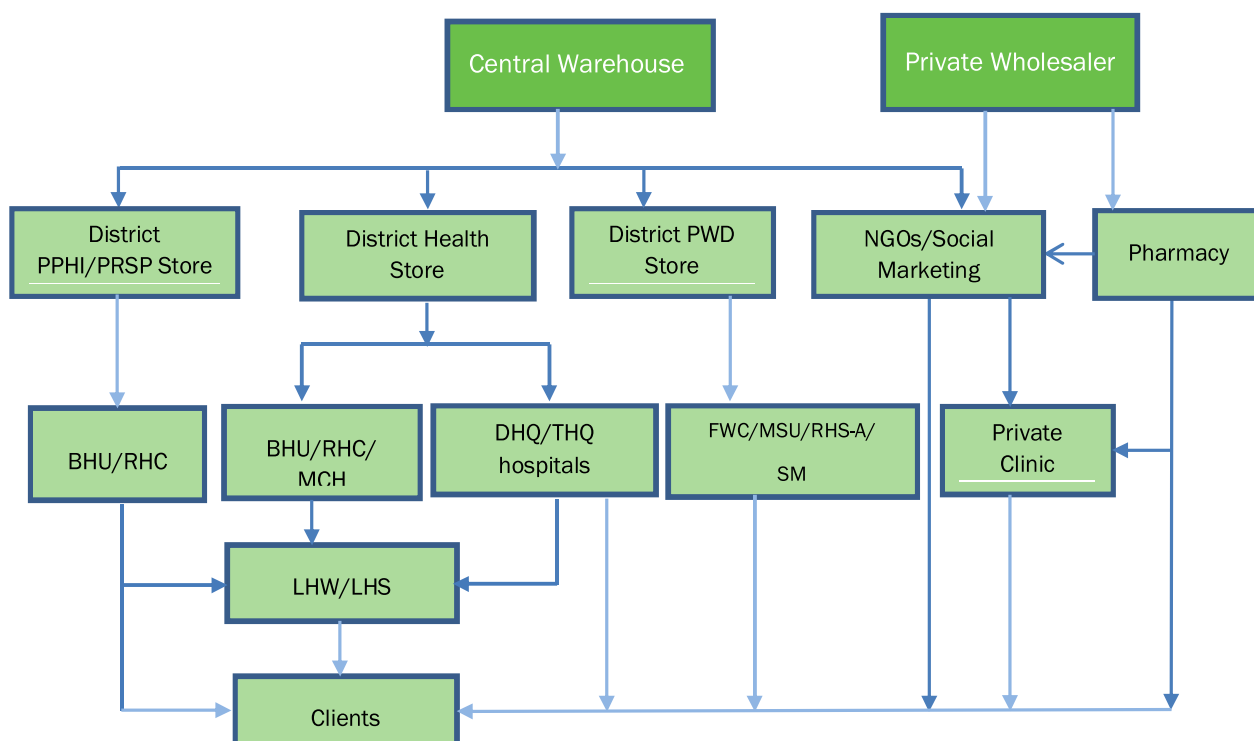 Central Warehouse
Private Wholesaler
District
PPHI/PRSP Store
District Health
Store
District PWD
Store
NGOs/Social
Marketing
Pharmacy
BHU/RHC
BHU/RHC/
MCH
DHQ/THQ
hospitals
FWC/MSU/RHS-A/
SM
Private
Clinic
LHW/LHS
Clients